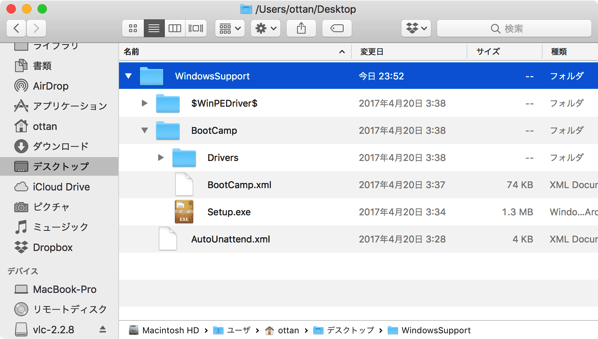 /Users/ottan/Desktop
検索
名前 変更日 サイズ 種類
ライブラリ
書類
AirDrop
アプリケーション
ottan
ダウンロード
デスクトップ
iCloud Drive
ピクチャ
ミュージック
Dropbox
デバイス
MacBook-Pro
リモートディスク
vlc-2.2.8
WindowsSupport 今日 23:52 -- フォルダ
$WinPEDriver$ 2017年4月20日 3:38 -- フォルダ
BootCamp 2017年4月20日 3:38 -- フォルダ
Drivers 2017年4月20日 3:38 -- フォルダ
BootCamp.xml 2017年4月20日 3:37 74 KB XML Docu
Setup.exe 2017年4月20日 3:34 1.3 MB Windo...Arc
AutoUnattend.xml 2017年4月20日 3:28 4 KB XML Docu
Macintosh HD › ユーザ › ottan › デスクトップ › WindowsSupport